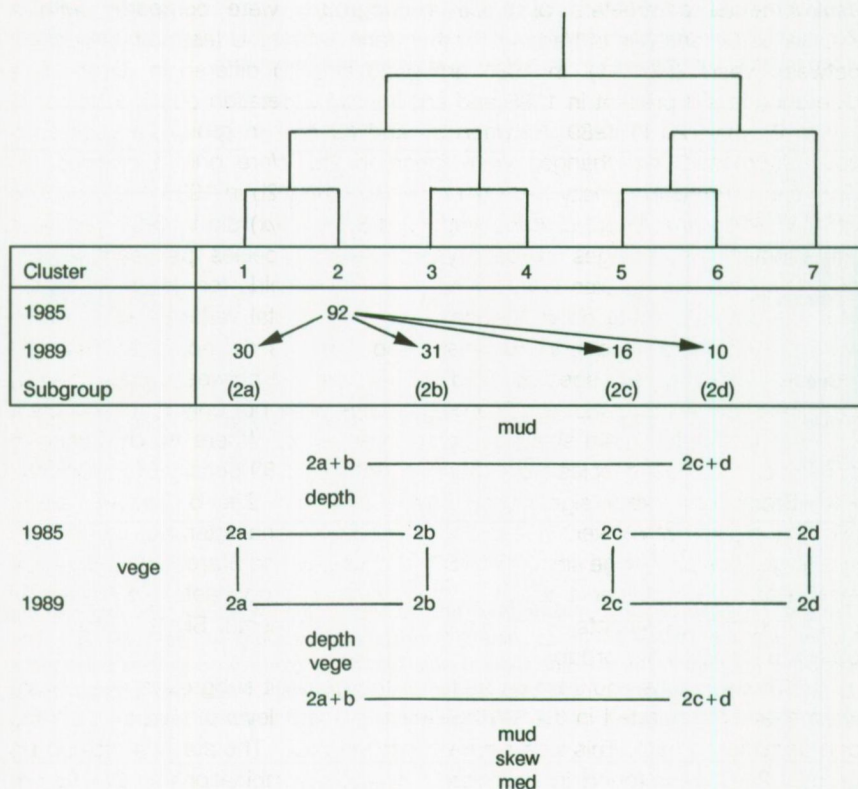 Cluster 1 2 3 4 5 6 7
1985 92
1989 30 31 16 10
Subgroup (2a) (2b) (2c) (2d)
mud
2a+b 2c+d
depth
1985 2a 2b 2c 2d
vege
1989 2a 2b 2c 2d
depth
vege
2a+b 2c+d
mud
skew
med